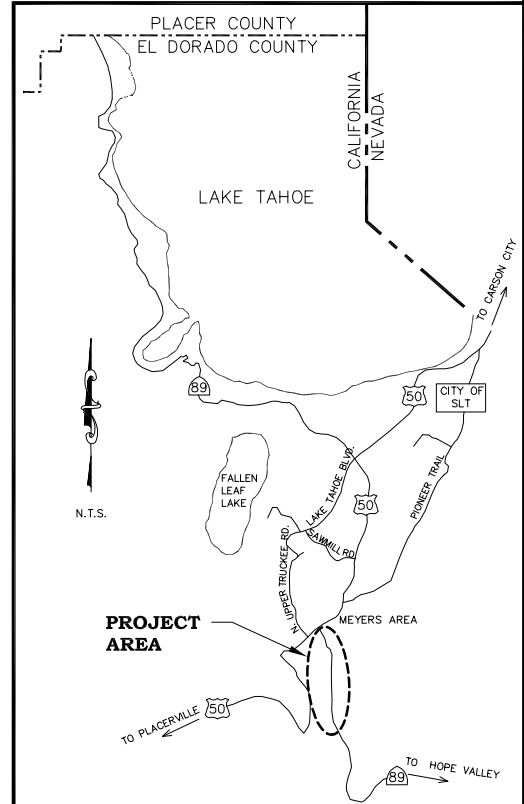 PLACER COUNTY
EL DORADO COUNTY
CALIFORNIA
NEVADA
LAKE TAHOE
TO CARSON CITY
89
50
CITY OF
SLT
FALLEN
LEAF
LAKE
LAKE TAHOE BLVD.
50
PIONEER TRAIL
N.T.S.
SAWMILL RD.
N. UPPER TRUCKEE RD.
PROJECT
AREA
MEYERS AREA
50
TO PLACERVILLE
TO HOPE VALLEY
89